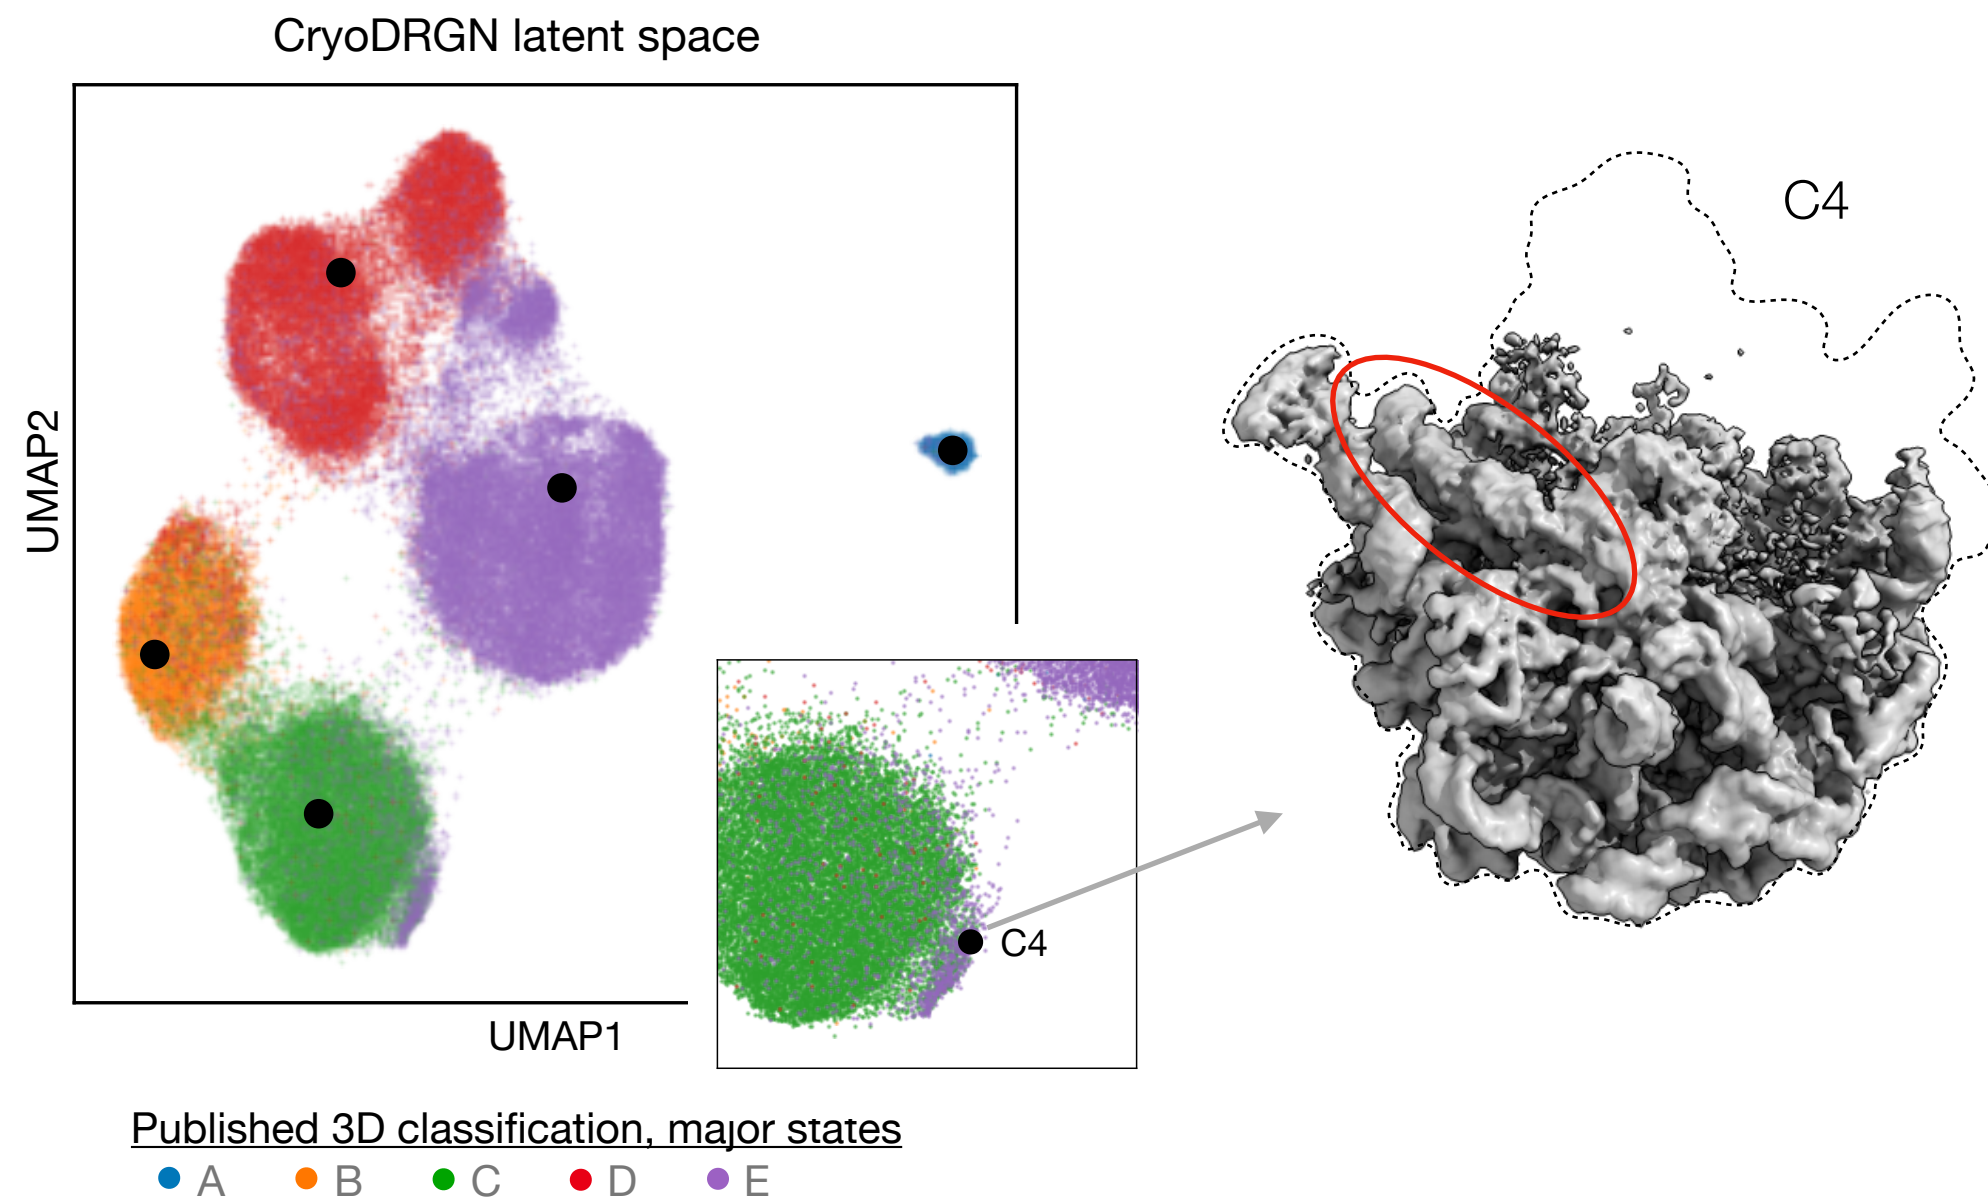 CryoDRGN latent space
C4
UMAP2
C4
UMAP1
Published 3D classification, major states
A B C D E